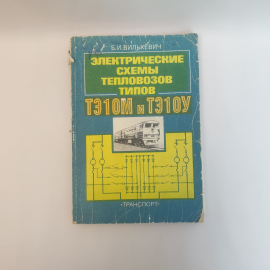 Б.И.ВИЛЬКЕВИЧ
ЭЛЕКТРИЧЕСКИЕ
СХЕМЫ
ТЕПЛОВОЗОВ
ТИПОВ
ТЭ10М и ТЭ10У
«ТРАНСПОРТ»